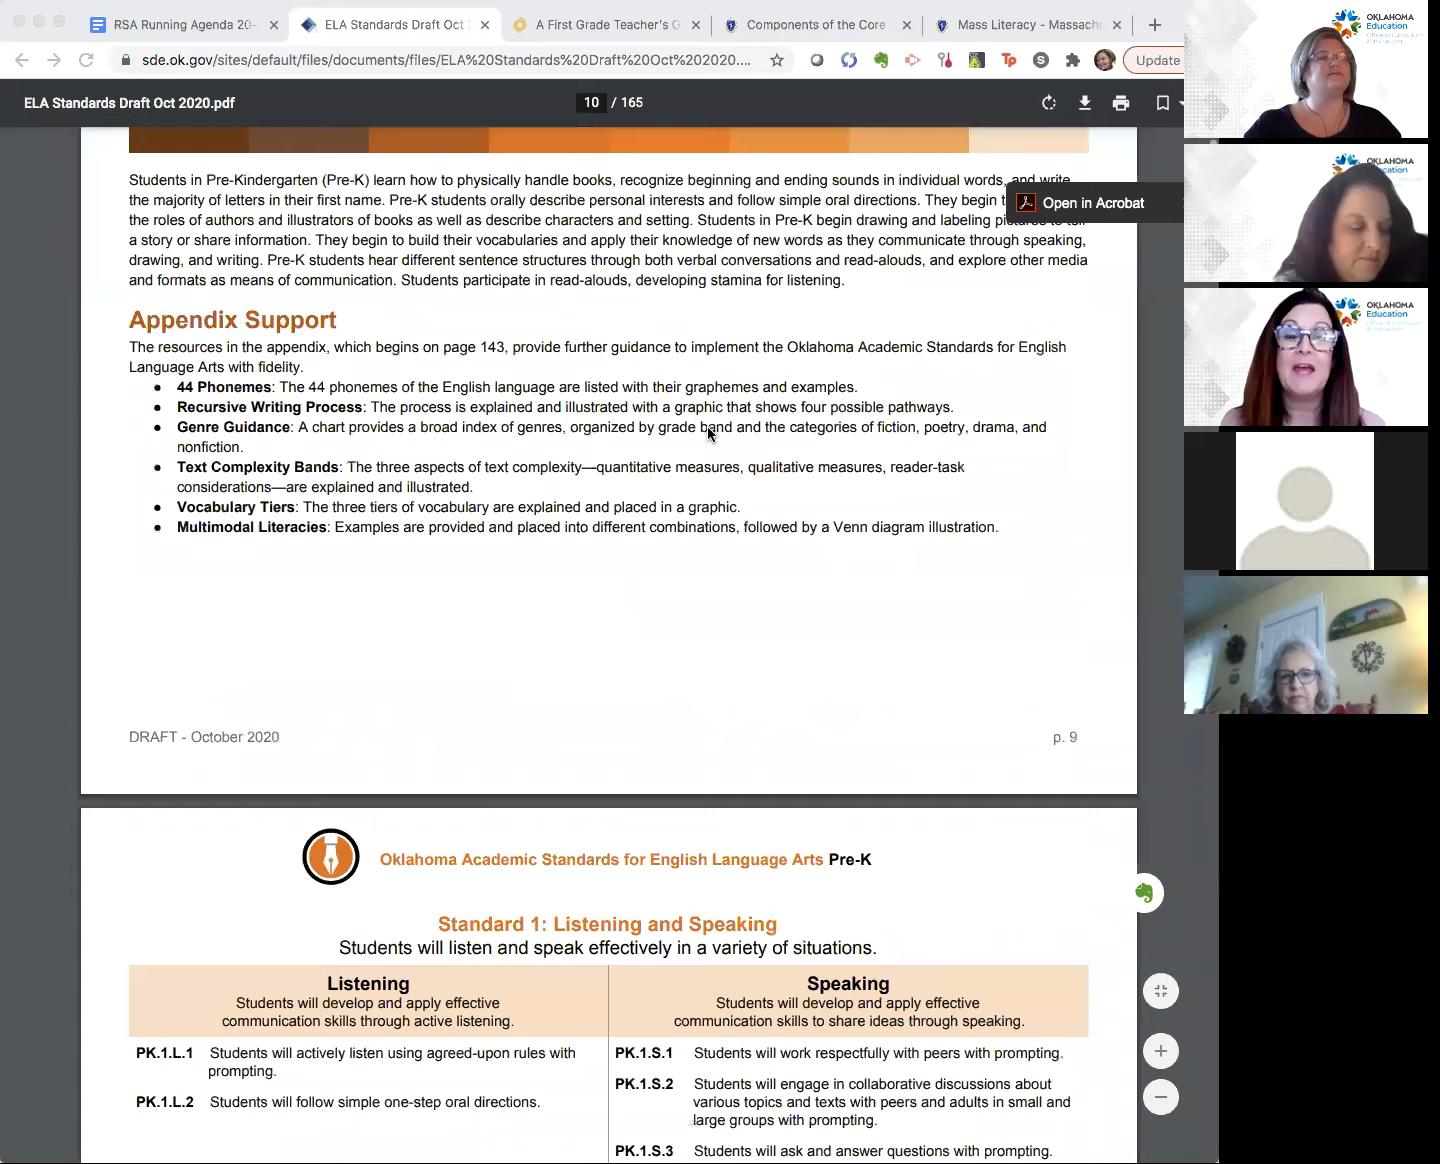 RSA Running Agenda 20-
ELA Standards Draft Oct
A First Grade Teacher's G
Components of the Core
Mass Literacy - Massach
sde.ok.gov/sites/default/files/documents/files/ELA%20Standards%20Draft%20Oct%202020....
Update
ELA Standards Draft Oct 2020.pdf
10 / 165
Open in Acrobat
Students in Pre-Kindergarten (Pre-K) learn how to physically handle books, recognize beginning and ending sounds in individual words, and write
the majority of letters in their first name. Pre-K students orally describe personal interests and follow simple oral directions. They begin
the roles of authors and illustrators of books as well as describe characters and setting. Students in Pre-K begin drawing and labeling pictures to tell
a story or share information. They begin to build their vocabularies and apply their knowledge of new words as they communicate through speaking,
drawing, and writing. Pre-K students hear different sentence structures through both verbal conversations and read-alouds, and explore other media
and formats as means of communication. Students participate in read-alouds, developing stamina for listening.
Appendix Support
The resources in the appendix, which begins on page 143, provide further guidance to implement the Oklahoma Academic Standards for English
Language Arts with fidelity.
● 44 Phonemes: The 44 phonemes of the English language are listed with their graphemes and examples.
● Recursive Writing Process: The process is explained and illustrated with a graphic that shows four possible pathways.
● Genre Guidance: A chart provides a broad index of genres, organized by grade band and the categories of fiction, poetry, drama, and
nonfiction.
● Text Complexity Bands: The three aspects of text complexity—quantitative measures, qualitative measures, reader-task
considerations—are explained and illustrated.
● Vocabulary Tiers: The three tiers of vocabulary are explained and placed in a graphic.
● Multimodal Literacies: Examples are provided and placed into different combinations, followed by a Venn diagram illustration.
DRAFT - October 2020
p. 9
Oklahoma Academic Standards for English Language Arts Pre-K
Standard 1: Listening and Speaking
Students will listen and speak effectively in a variety of situations.
Listening
Students will develop and apply effective
communication skills through active listening.
PK.1.L.1 Students will actively listen using agreed-upon rules with
prompting.
PK.1.L.2 Students will follow simple one-step oral directions.
Speaking
Students will develop and apply effective
communication skills to share ideas through speaking.
PK.1.S.1 Students will work respectfully with peers with prompting.
PK.1.S.2 Students will engage in collaborative discussions about
various topics and texts with peers and adults in small and
large groups with prompting.
PK.1.S.3 Students will ask and answer questions with prompting.
OKLAHOMA
Education
OKLAHOMA
OKLAHOMA
Education